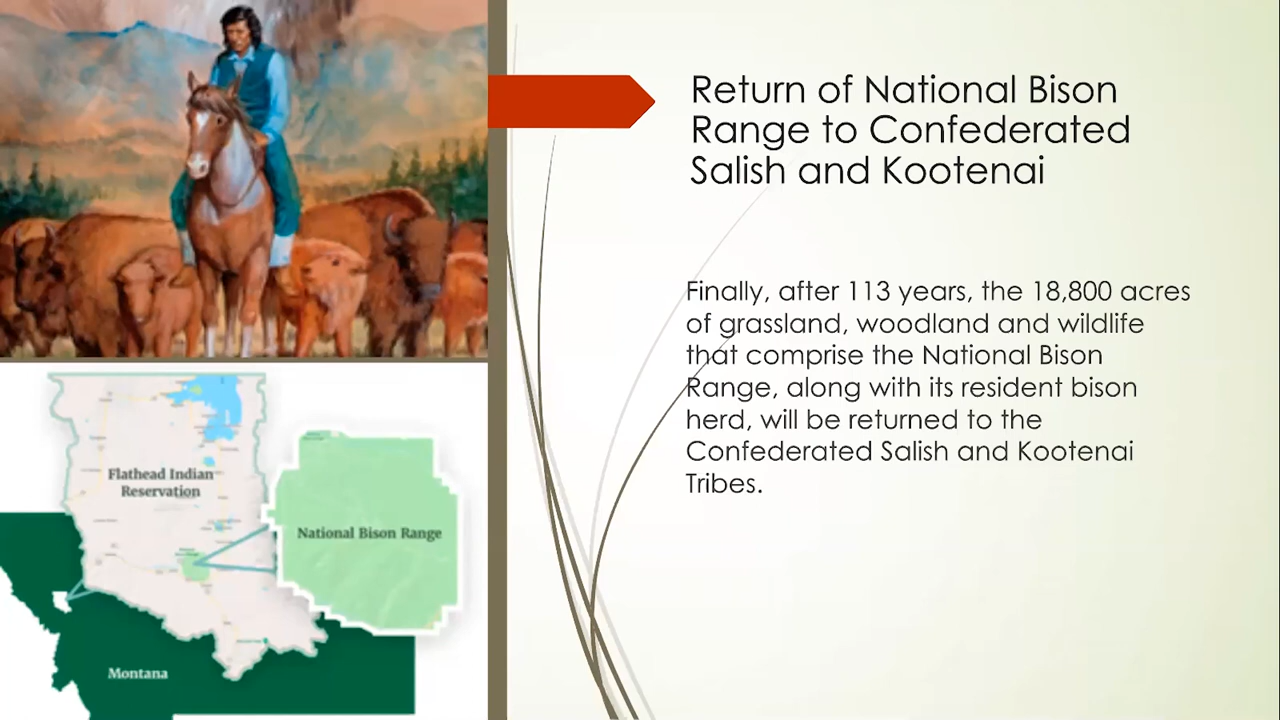 Return of National Bison
Range to Confederated
Salish and Kootenai
Finally, after 113 years, the 18,800 acres
of grassland, woodland and wildlife
that comprise the National Bison
Range, along with its resident bison
herd, will be returned to the
Confederated Salish and Kootenai
Tribes.
Flathead Indian
Reservation
National Bison Range
Montana